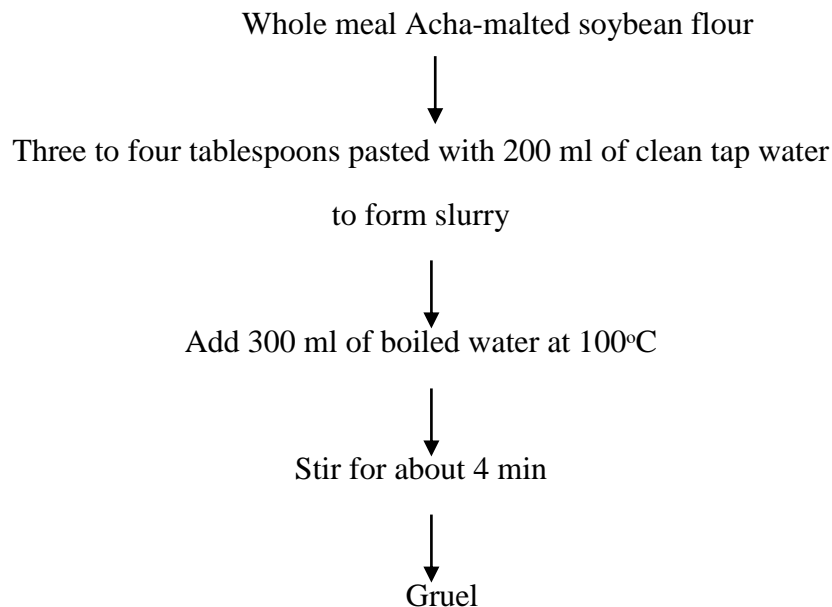 Whole meal Acha-malted soybean flour
Three to four tablespoons pasted with 200 ml of clean tap water
to form slurry
Add 300 ml of boiled water at 100ºC
Stir for about 4 min
Gruel